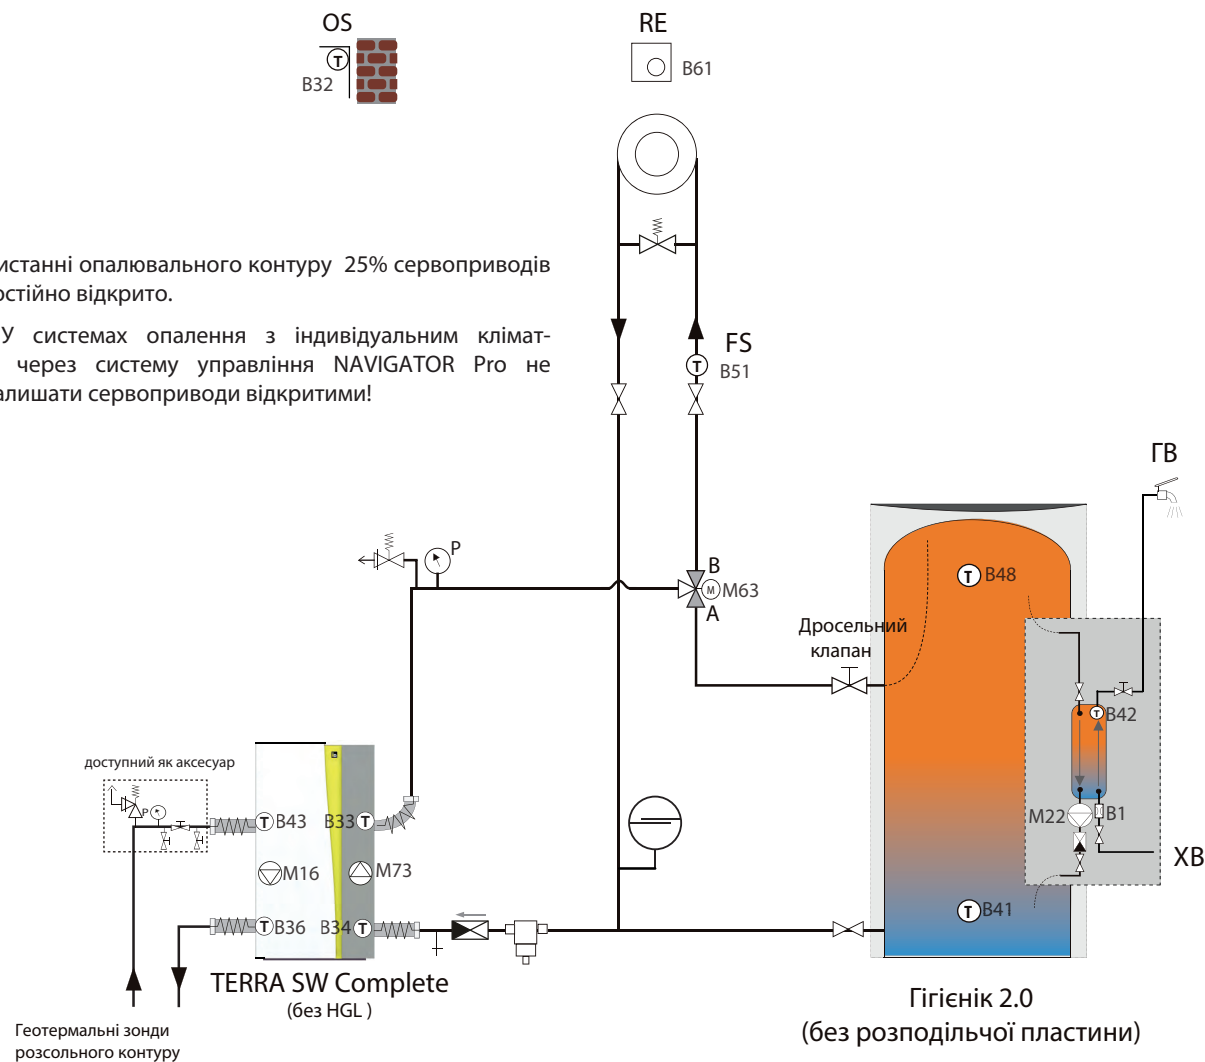 OS
RE
T
B32
B61
истанні опалювального контуру 25% сервоприводів
остійно відкрито.
У системах опалення з індивідуальним клімат-
через систему управління NAVIGATOR Pro не
алишати сервоприводи відкритими!
FS
T
B51
ГВ
P
B
M
M63
A
T
B48
Дросельний
клапан
T
B42
доступний як аксесуар
P
T
B43
B33
T
M22
B1
M16
M73
ХВ
T
B36
B34
T
T
B41
TERRA SW Complete
(без HGL )
Гігієнік 2.0
(без розподільчої пластини)
Геотермальні зонди
розсольного контуру